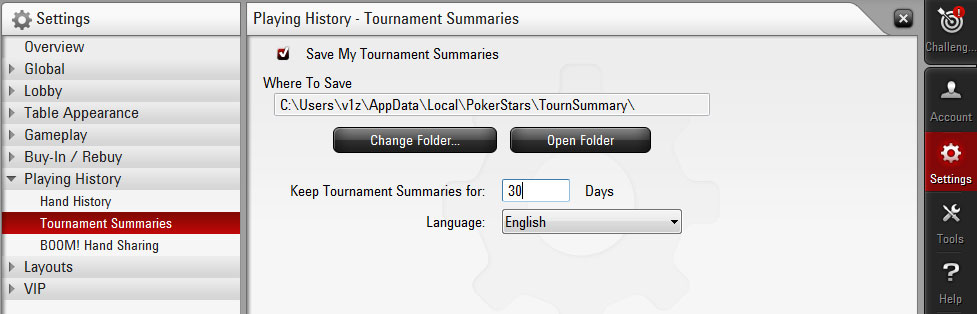 Settings
Overview
Global
Lobby
Table Appearance
Gameplay
Buy-In / Rebuy
Playing History
Hand History
Tournament Summaries
BOOM! Hand Sharing
Layouts
VIP
Playing History - Tournament Summaries
Save My Tournament Summaries
Where To Save
C:\Users\v1z\AppData\Local\PokerStars\TournSummary\
Change Folder... Open Folder
Keep Tournament Summaries for: 30 Days
Language: English
!
Challeng...
Account
Settings
Tools
?
Help